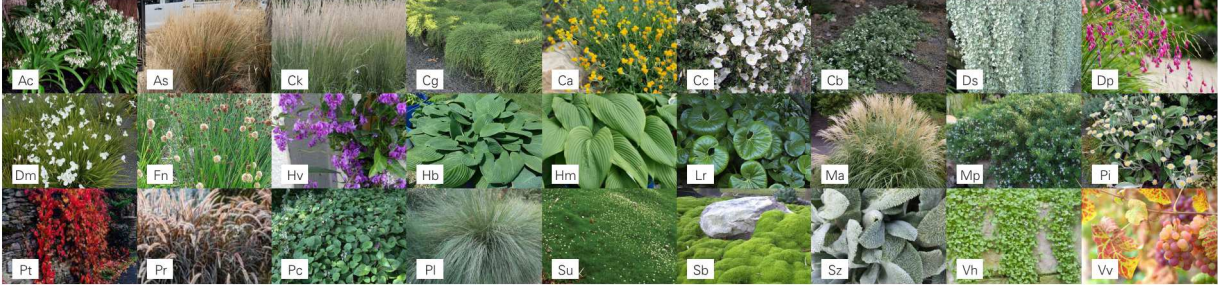 Ac As Ck Cg Ca Cc Cb Ds Dp
Dm Fn Hv Hb Hm Lr Ma Mp Pi
Pt Pr Pc Pl Su Sb Sz Vh Vv